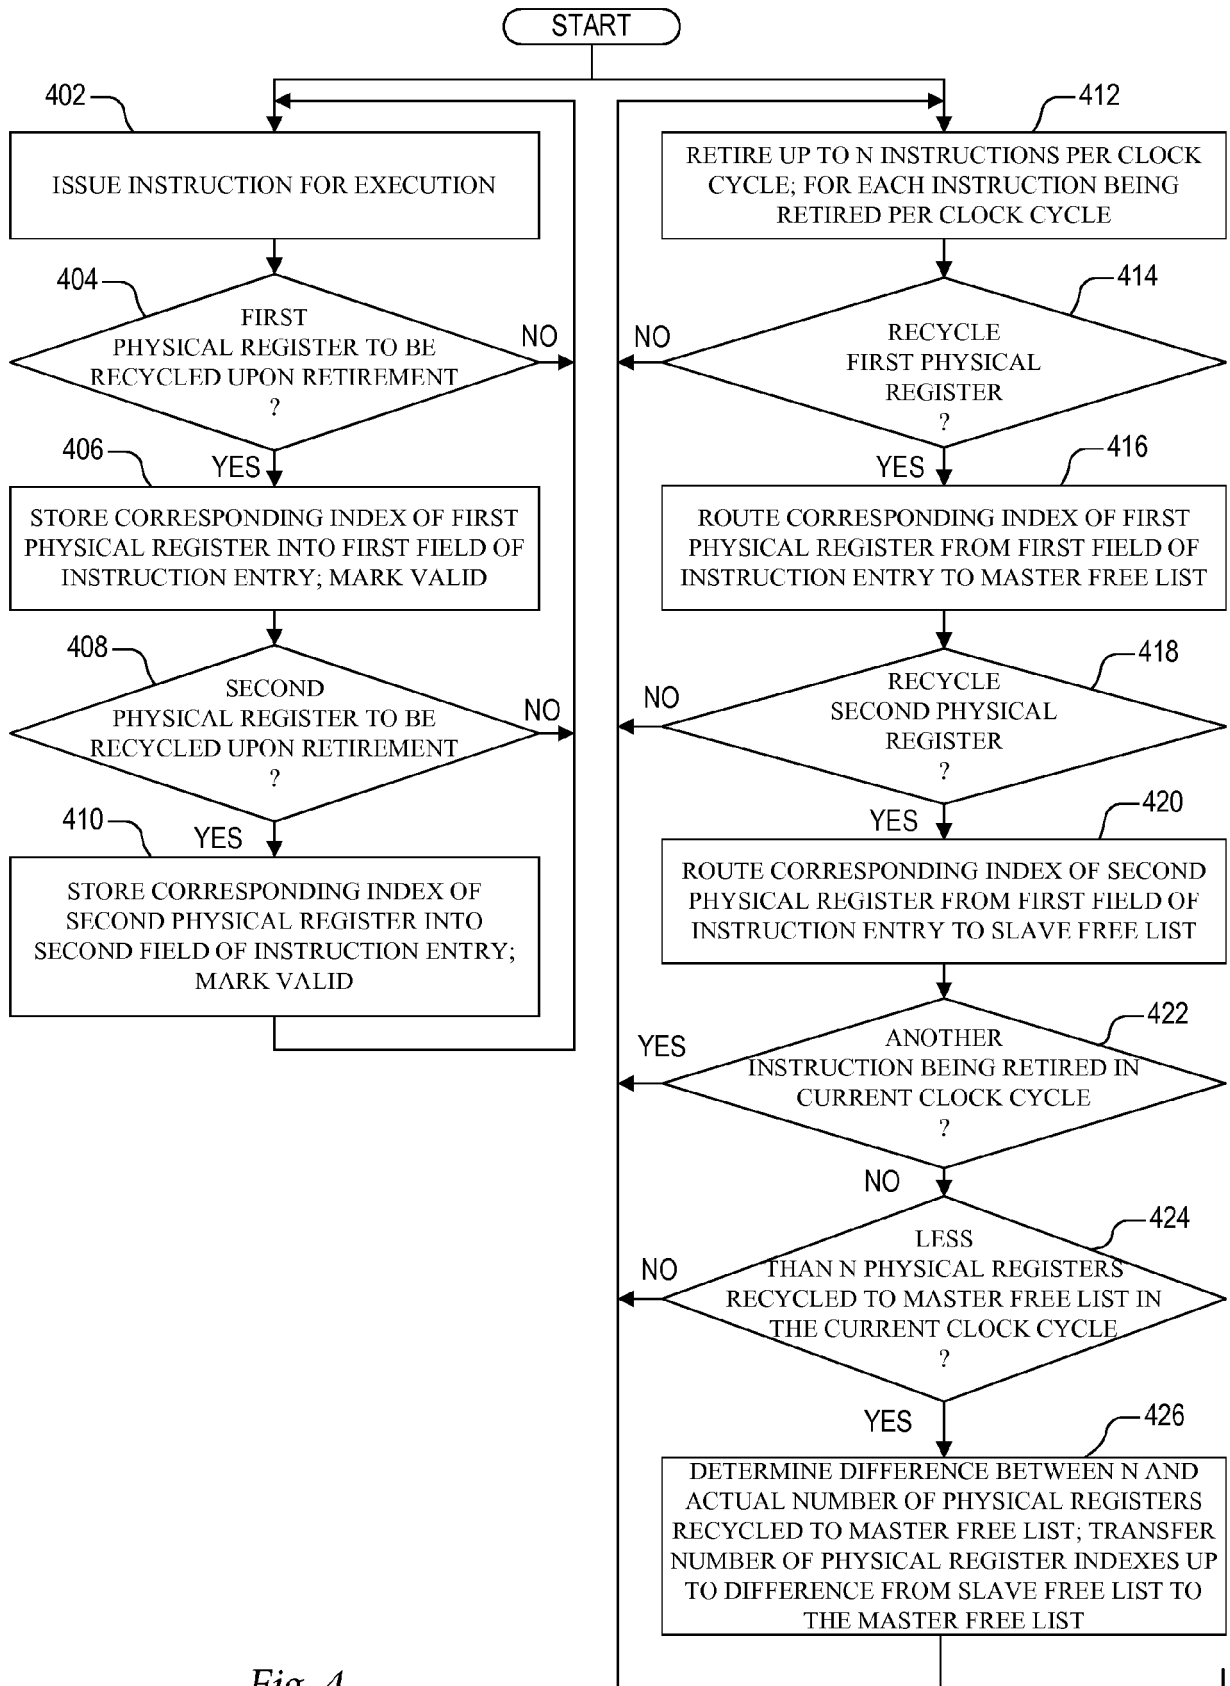 START
402
ISSUE INSTRUCTION FOR EXECUTION
404
FIRST
PHYSICAL REGISTER TO BE
RECYCLED UPON RETIREMENT
?
NO
YES
406
STORE CORRESPONDING INDEX OF FIRST
PHYSICAL REGISTER INTO FIRST FIELD OF
INSTRUCTION ENTRY; MARK VALID
408
SECOND
PHYSICAL REGISTER TO BE
RECYCLED UPON RETIREMENT
?
NO
YES
410
STORE CORRESPONDING INDEX OF
SECOND PHYSICAL REGISTER INTO
SECOND FIELD OF INSTRUCTION ENTRY;
MARK VALID
412
RETIRE UP TO N INSTRUCTIONS PER CLOCK
CYCLE; FOR EACH INSTRUCTION BEING
RETIRED PER CLOCK CYCLE
414
RECYCLE
FIRST PHYSICAL
REGISTER
?
NO
YES
416
ROUTE CORRESPONDING INDEX OF FIRST
PHYSICAL REGISTER FROM FIRST FIELD OF
INSTRUCTION ENTRY TO MASTER FREE LIST
418
RECYCLE
SECOND PHYSICAL
REGISTER
?
NO
YES
420
ROUTE CORRESPONDING INDEX OF SECOND
PHYSICAL REGISTER FROM FIRST FIELD OF
INSTRUCTION ENTRY TO SLAVE FREE LIST
422
ANOTHER
INSTRUCTION BEING RETIRED IN
CURRENT CLOCK CYCLE
?
YES
NO
424
LESS
THAN N PHYSICAL REGISTERS
RECYCLED TO MASTER FREE LIST IN
THE CURRENT CLOCK CYCLE
?
NO
YES
426
DETERMINE DIFFERENCE BETWEEN N AND
ACTUAL NUMBER OF PHYSICAL REGISTERS
RECYCLED TO MASTER FREE LIST; TRANSFER
NUMBER OF PHYSICAL REGISTER INDEXES UP
TO DIFFERENCE FROM SLAVE FREE LIST TO
THE MASTER FREE LIST
Fig. 4